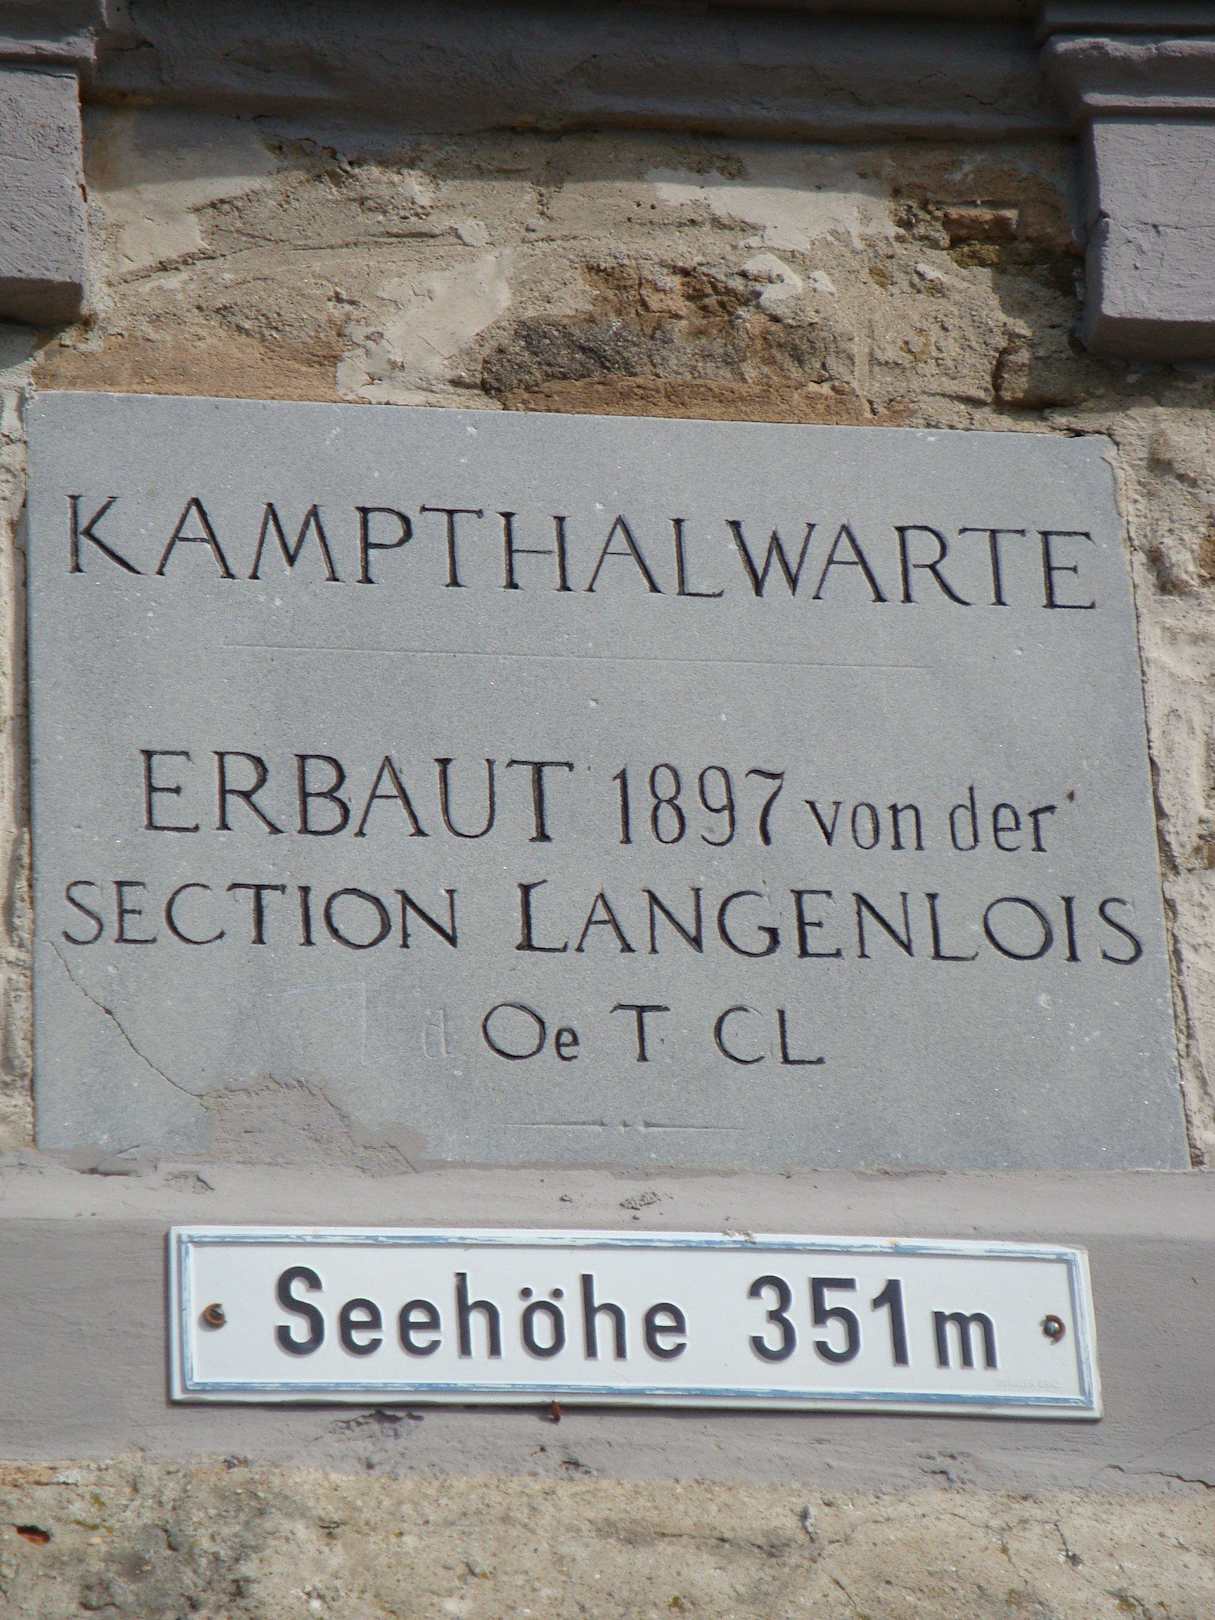 KAMPTHALWARTE
ERBAUT 1897 von der
SECTION LANGENLOIS
Oe T CL
Seehöhe 351m